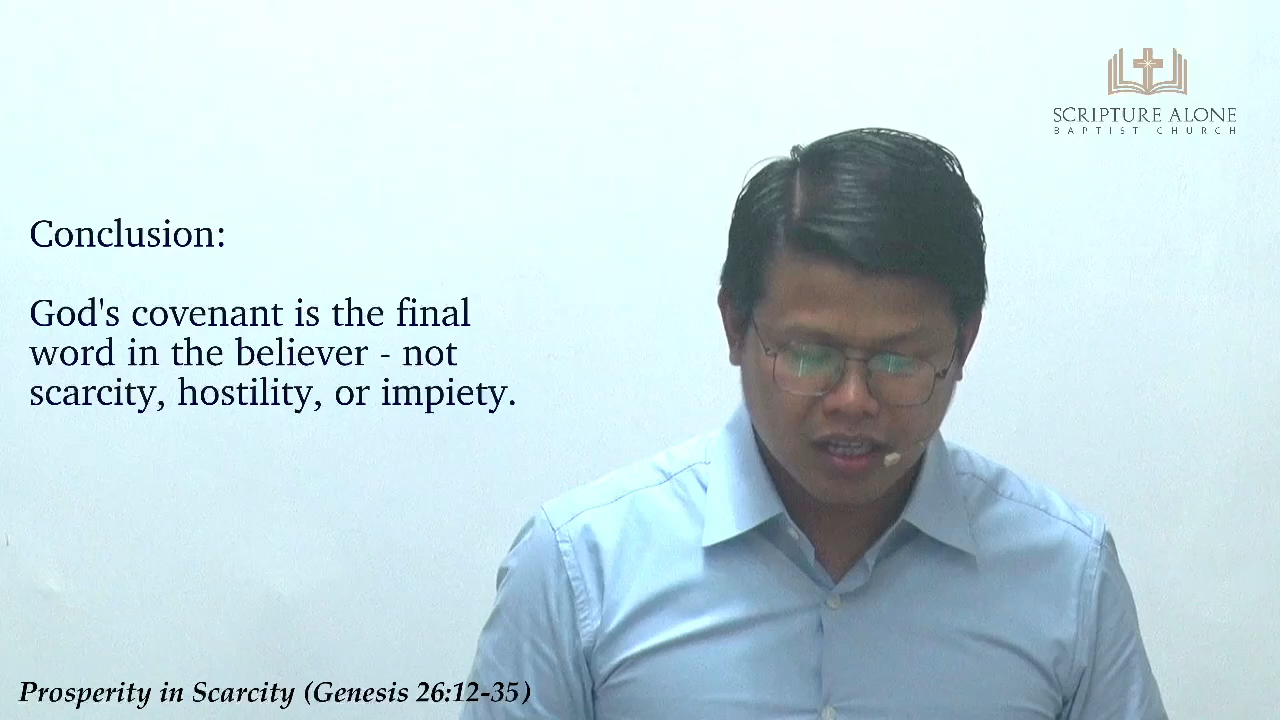 SCRIPTURE ALONE
BAPTIST CHURCH
Conclusion:
God's covenant is the final
word in the believer - not
scarcity, hostility, or impiety.
Prosperity in Scarcity (Genesis 26:12-35)